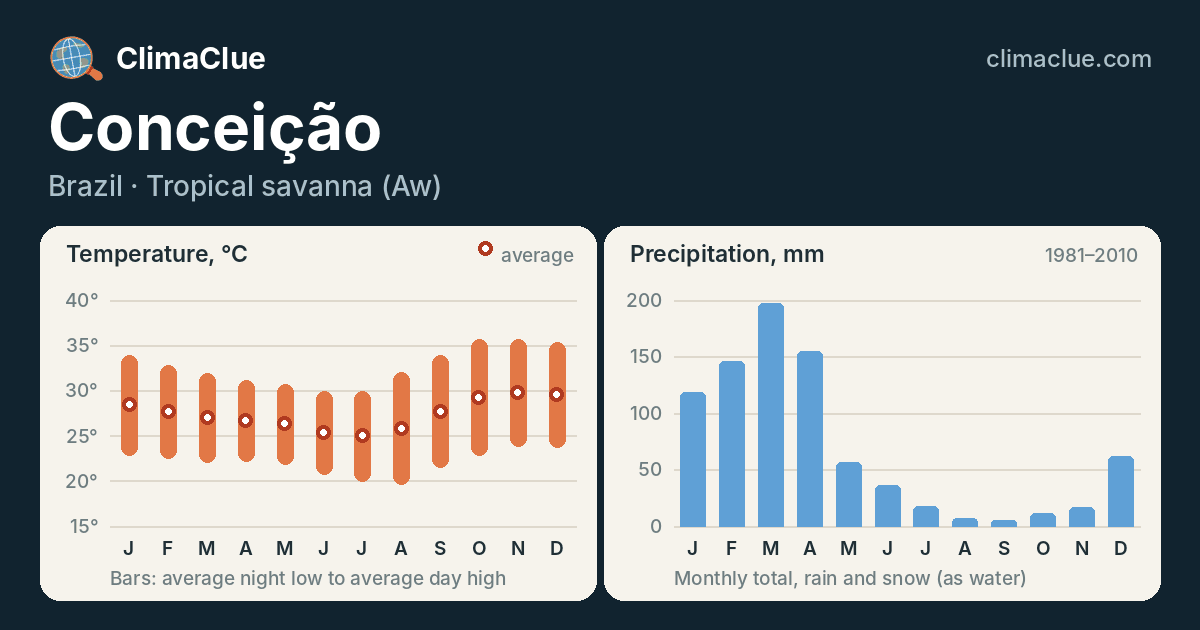 ClimaClue
climaclue.com
Conceição
Brazil · Tropical savanna (Aw)
Temperature, °C
average
40°
35°
30°
25°
20°
15°
J F M A M J J A S O N D
Bars: average night low to average day high
Precipitation, mm
1981–2010
200
150
100
50
0
J F M A M J J A S O N D
Monthly total, rain and snow (as water)